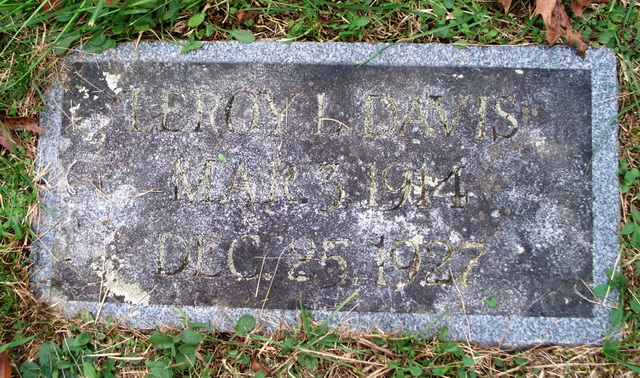 LEROY L. DAVIS
MAR. 3, 1914
DEC. 25, 1927